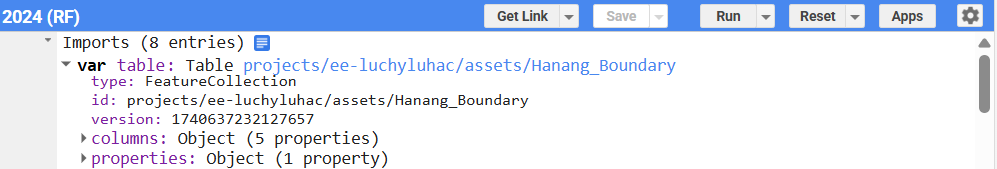 2024 (RF) Get Link Save Run Reset Apps
Imports (8 entries)
var table: Table projects/ee-luchyluhac/assets/Hanang_Boundary
type: FeatureCollection
id: projects/ee-luchyluhac/assets/Hanang_Boundary
version: 1740637232127657
columns: Object (5 properties)
properties: Object (1 property)